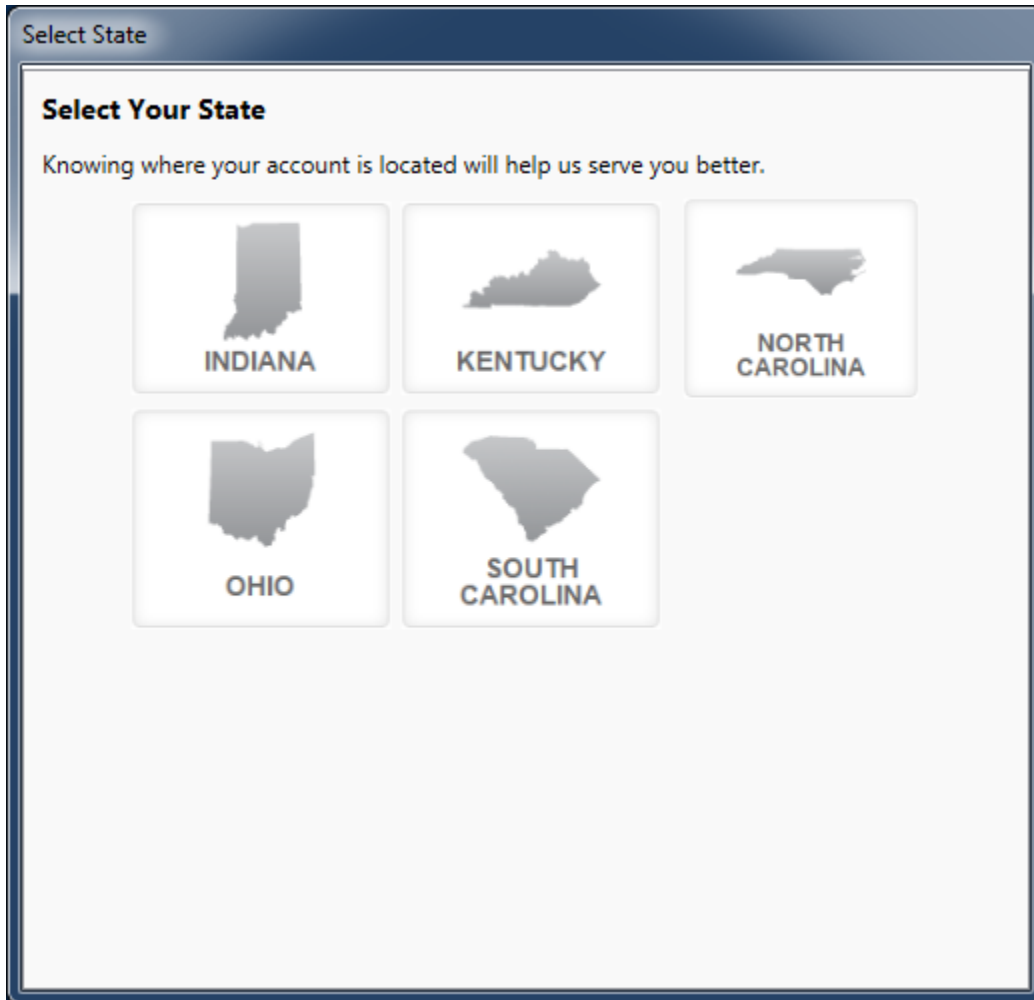 Select State
Select Your State
Knowing where your account is located will help us serve you better.
INDIANA
KENTUCKY
NORTH
CAROLINA
OHIO
SOUTH
CAROLINA